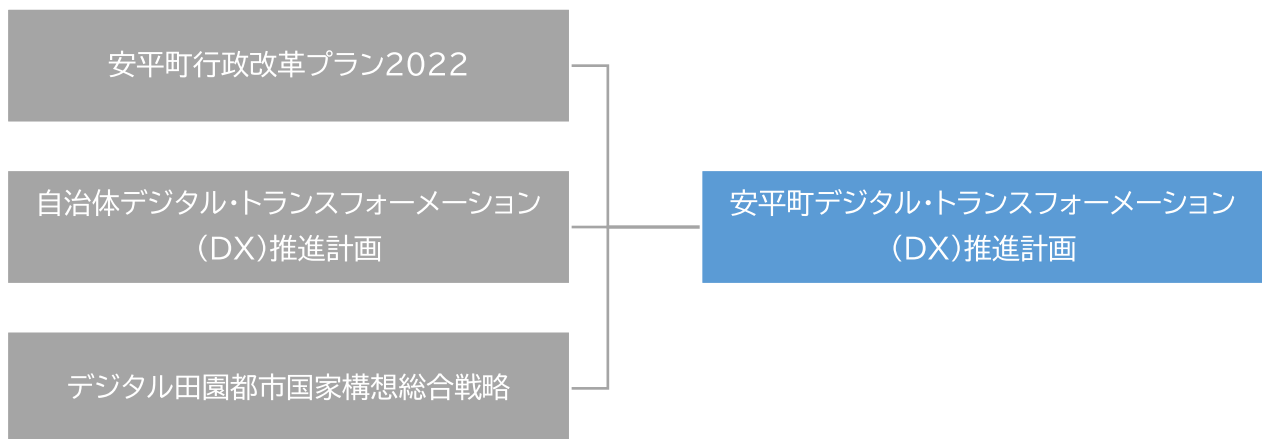 安平町行政改革プラン2022
自治体デジタル・トランスフォーメーション
（DX）推進計画
安平町デジタル・トランスフォーメーション
（DX）推進計画
デジタル田園都市国家構想総合戦略